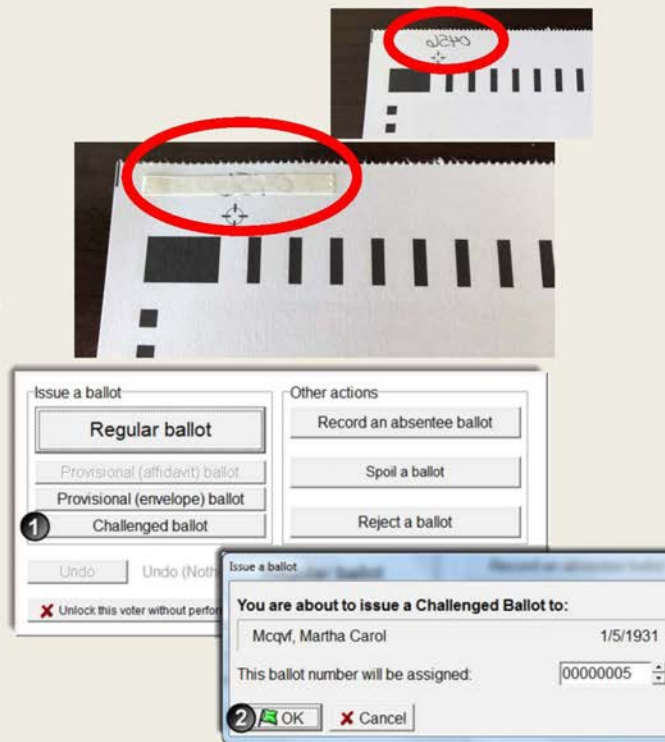 Issue a ballot
Regular ballot
Provisional (affidavit) ballot
Provisional (envelope) ballot
1
Challenged ballot
Undo
Undo (Noth
Unlock this voter without perfor
Other actions
Record an absentee ballot
Spoil a ballot
Reject a ballot
Issue a ballot
You are about to issue a Challenged Ballot to:
Mcqvf, Martha Carol 1/5/1931
This ballot number will be assigned: 00000005
2
OK
Cancel